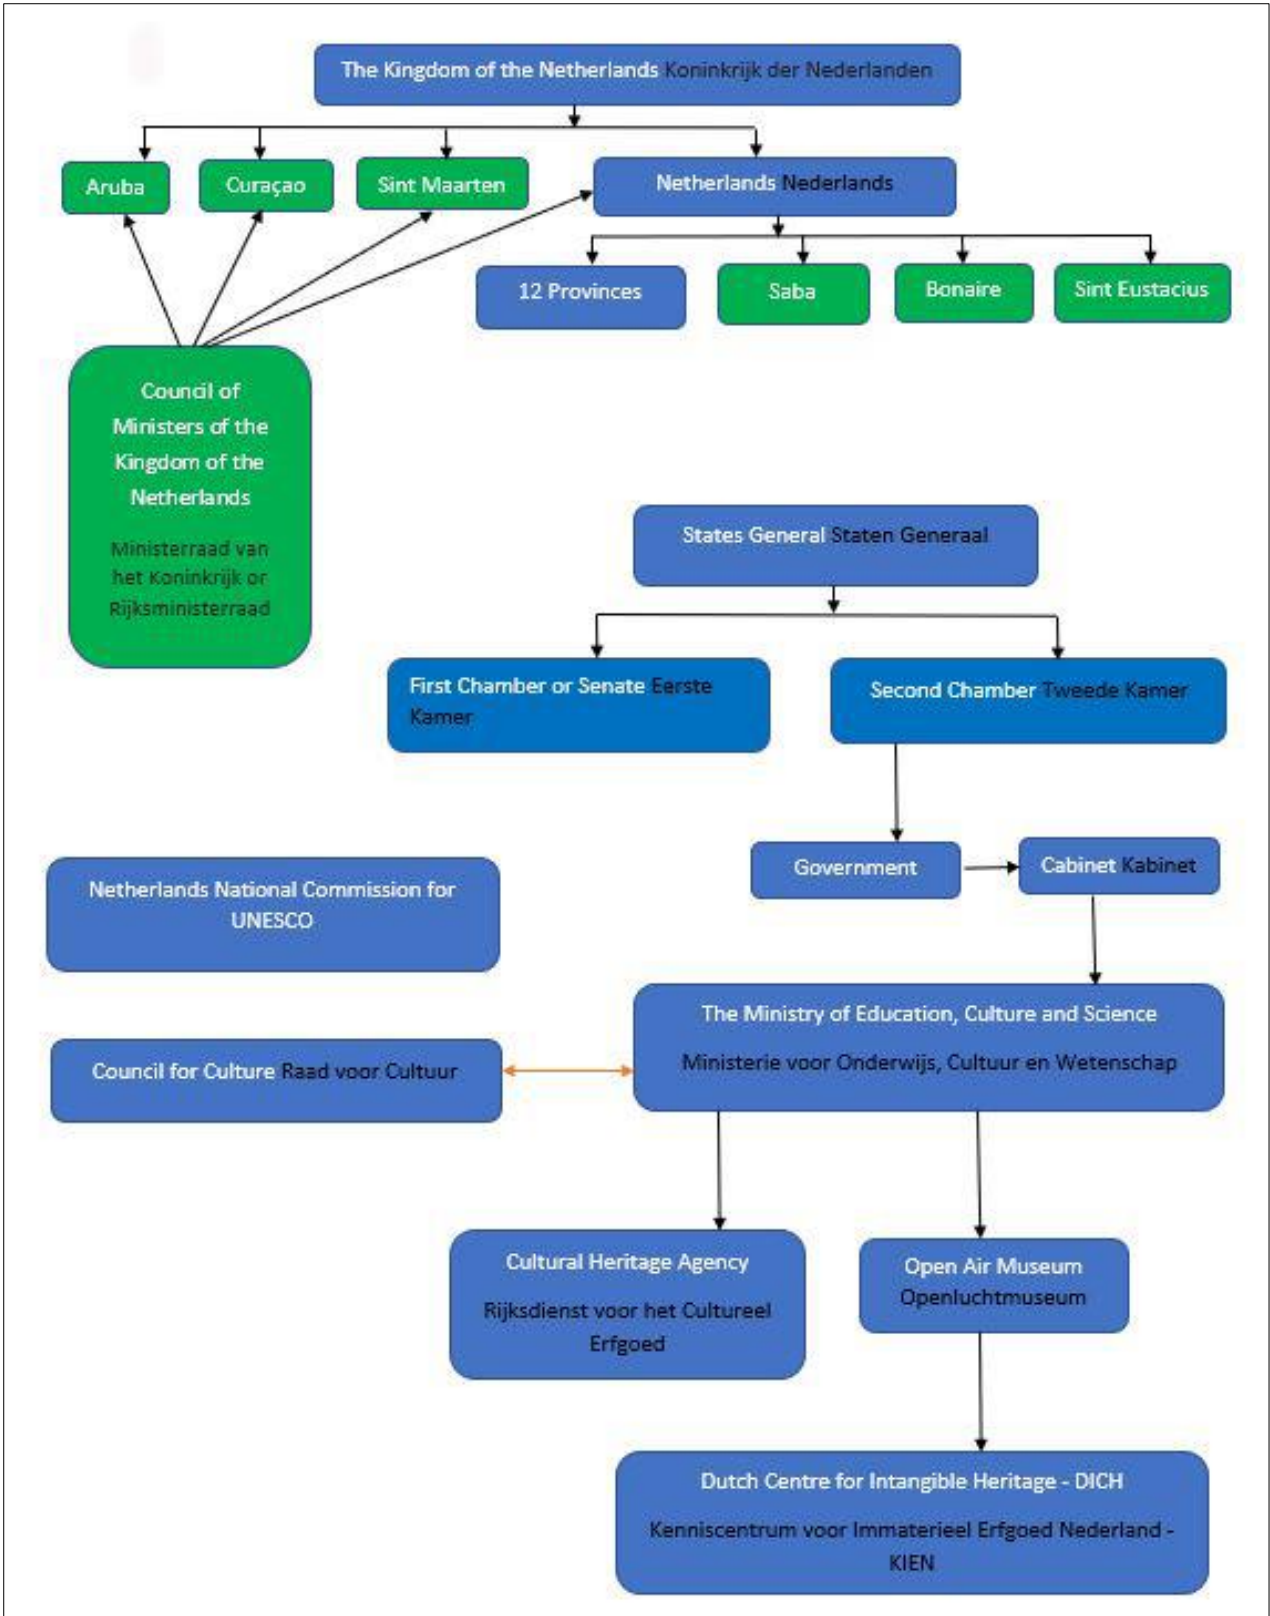 The Kingdom of the Netherlands Koninkrijk der Nederlanden
Aruba
Curaçao
Sint Maarten
Netherlands Nederlands
12 Provinces
Saba
Bonaire
Sint Eustacius
Council of
Ministers of the
Kingdom of the
Netherlands
Ministerraad van
het Koninkrijk or
Rijksministerraad
States General Staten Generaal
First Chamber or Senate Eerste
Kamer
Second Chamber Tweede Kamer
Government
Cabinet Kabinet
Netherlands National Commission for
UNESCO
The Ministry of Education, Culture and Science
Ministerie voor Onderwijs, Cultuur en Wetenschap
Council for Culture Raad voor Cultuur
Cultural Heritage Agency
Rijksdienst voor het Cultureel
Erfgoed
Open Air Museum
Openluchtmuseum
Dutch Centre for Intangible Heritage - DICH
Kenniscentrum voor Immaterieel Erfgoed Nederland -
KIEN